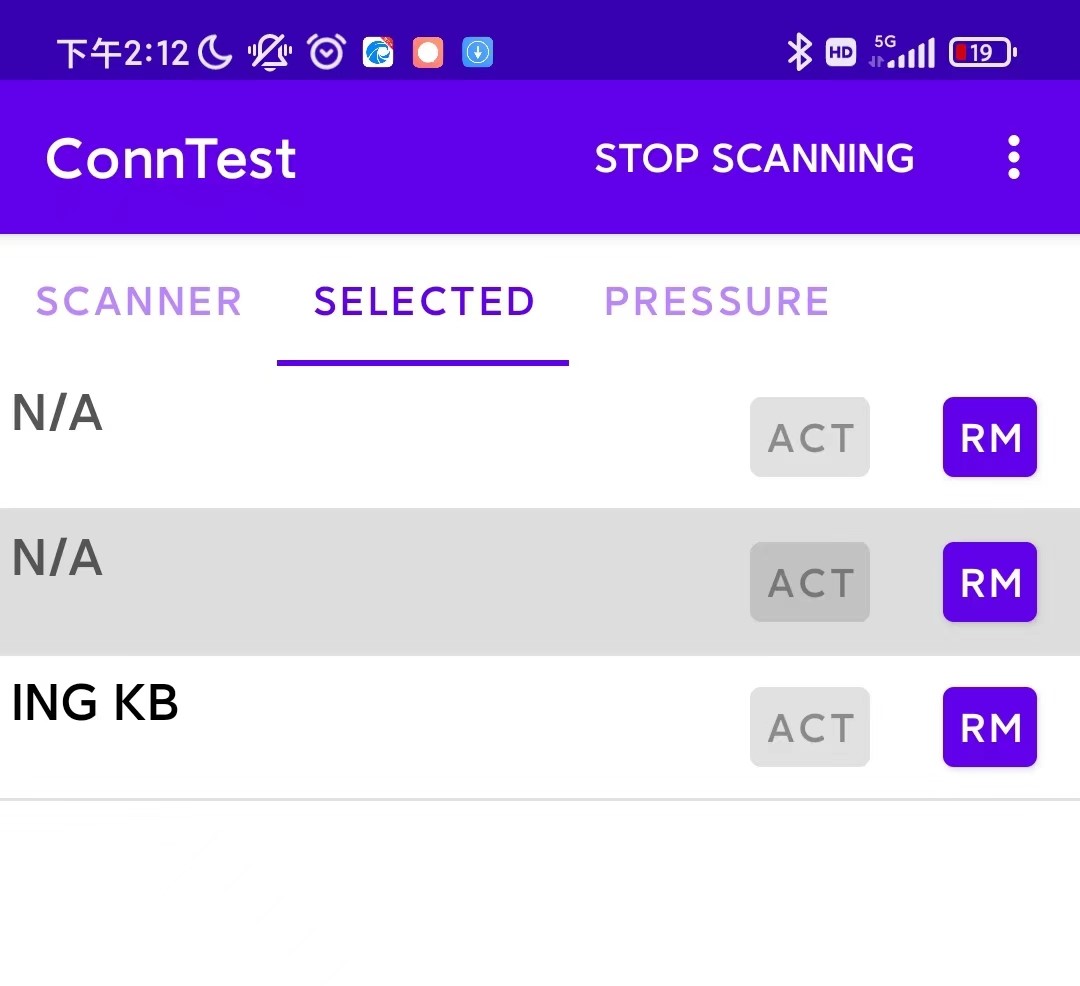 下午2:12 HD 5G 19
ConnTest STOP SCANNING
SCANNER SELECTED PRESSURE
N/A ACT RM
N/A ACT RM
ING KB ACT RM